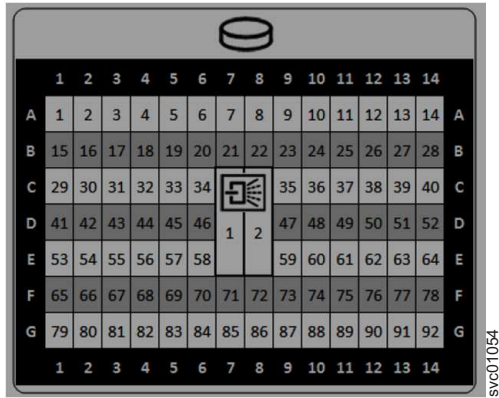 1 2 3 4 5 6 7 8 9 10 11 12 13 14
A 1 2 3 4 5 6 7 8 9 10 11 12 13 14 A
B 15 16 17 18 19 20 21 22 23 24 25 26 27 28 B
C 29 30 31 32 33 34 35 36 37 38 39 40 C
D 41 42 43 44 45 46 1 2 47 48 49 50 51 52 D
E 53 54 55 56 57 58 59 60 61 62 63 64 E
F 65 66 67 68 69 70 71 72 73 74 75 76 77 78 F
G 79 80 81 82 83 84 85 86 87 88 89 90 91 92 G
1 2 3 4 5 6 7 8 9 10 11 12 13 14
svc01054